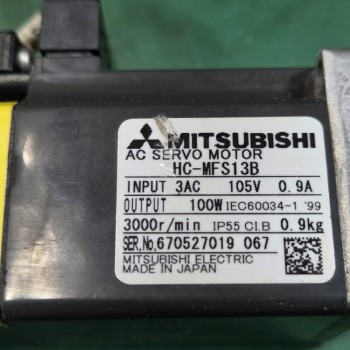 MITSUBISHI
AC SERVO MOTOR
HC-MFS13B
INPUT 3AC 105V 0.9A
OUTPUT 100W IEC60034-1 '99
3000r/min IP55 CI.B 0.9kg
SER.No.670527019 067
MITSUBISHI ELECTRIC
MADE IN JAPAN